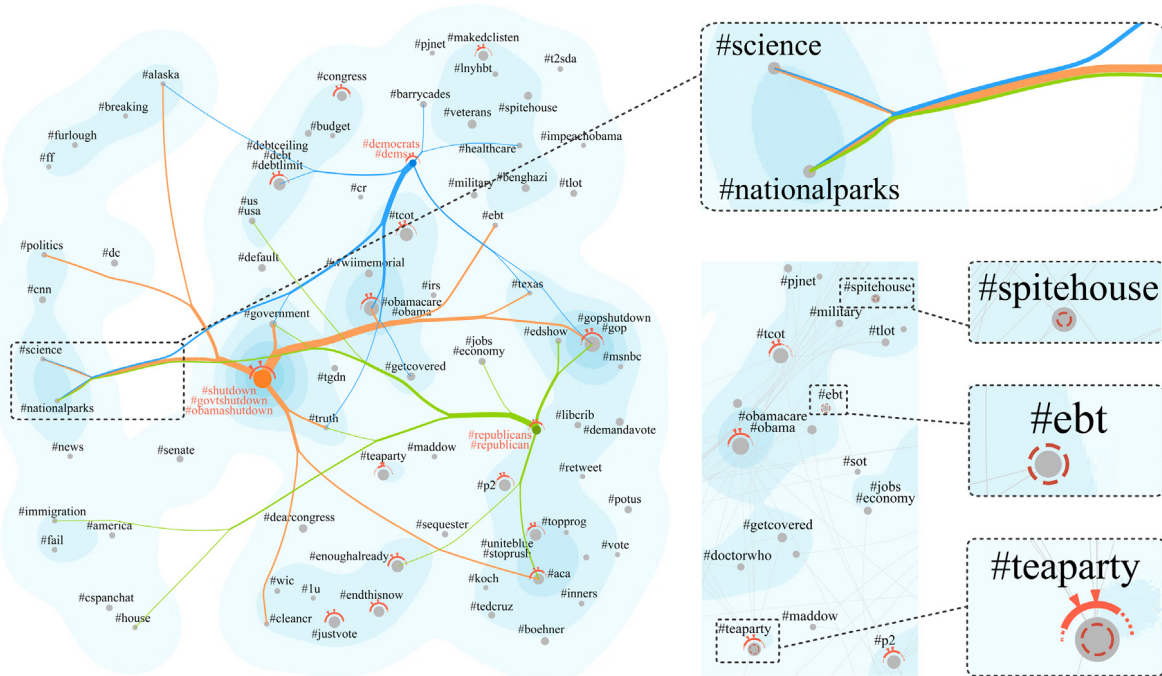 #makedclisten
#pjnet
#lnyhbt
#t2sda
#alaska
#congress
#barrycades
#spitehouse
#breaking
#veterans
#budget
#furlough
#debtceiling
#debt
#debtlimit
#democrats
#dems
#healthcare
#impeachobama
#ff
#cr
#military
#benghazi
#tlot
#us
#usa
#tcot
#ebt
#politics
#dc
#default
#wwiimemorial
#cnn
#irs
#texas
#obamacare
#obama
#government
#gopshutdown
#gop
#edshow
#science
#jobs
#economy
#msnbc
#tgdn
#getcovered
#shutdown
#govtshutdown
#obamashutdown
#nationalparks
#truth
#libcrib
#demandavote
#republicans
#republican
#news
#senate
#teaparty
#maddow
#retweet
#p2
#potus
#immigration
#america
#dearcongress
#sequester
#topprog
#fail
#enoughalready
#uniteblue
#stoprush
#vote
#aca
#wic
#1u
#koch
#inners
#cspanchat
#endthisnow
#tedcruz
#house
#cleancr
#justvote
#boehner
#science
#nationalparks
#pjnet
#spitehouse
#military
#tcot
#tlot
#ebt
#obamacare
#obama
#sot
#jobs
#economy
#getcovered
#doctorwho
#maddow
#teaparty
#p2
#spitehouse
#ebt
#teaparty